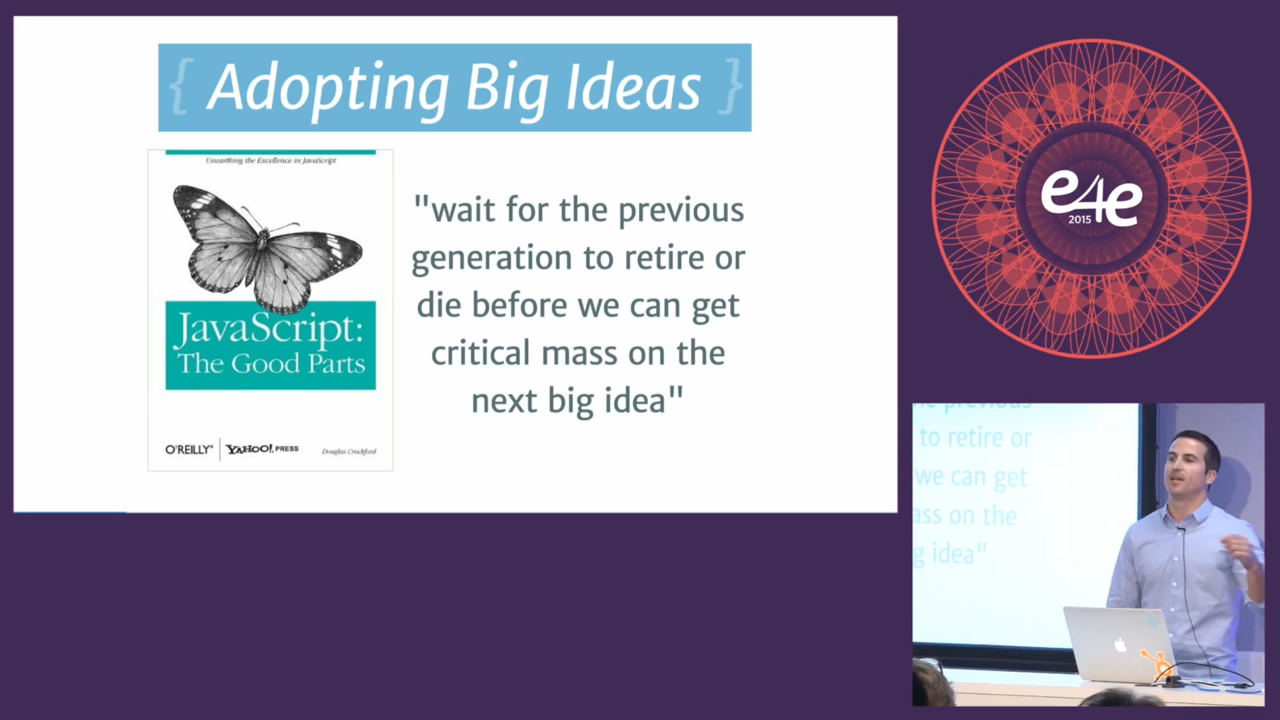 { Adopting Big Ideas }
Unearthing the Excellence in JavaScript
JavaScript:
The Good Parts
O'REILLY® YAHOO! PRESS
Douglas Crockford
"wait for the previous
generation to retire or
die before we can get
critical mass on the
next big idea"
e4e
2015
previous
to retire or
we can get
ass on the
g idea"